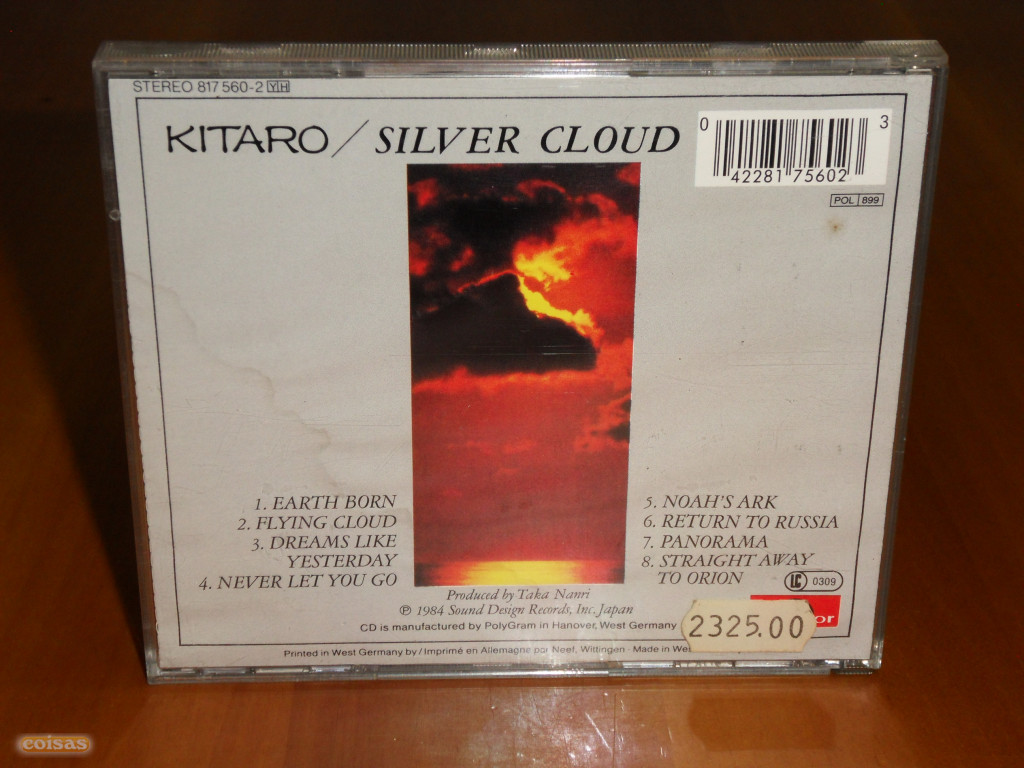 STEREO 817 560-2 YH
KITARO / SILVER CLOUD
0 42281 75602 3
POL 899
1. EARTH BORN
2. FLYING CLOUD
3. DREAMS LIKE
YESTERDAY
4. NEVER LET YOU GO
5. NOAH'S ARK
6. RETURN TO RUSSIA
7. PANORAMA
8. STRAIGHT AWAY
TO ORION
LC 0309
Produced by Taka Nanri
℗ 1984 Sound Design Records, Inc. Japan
CD is manufactured by PolyGram in Hanover, West Germany
2325.00
Printed in West Germany by / Imprimé en Allemagne por Neef, Wittingen · Made in
coisas